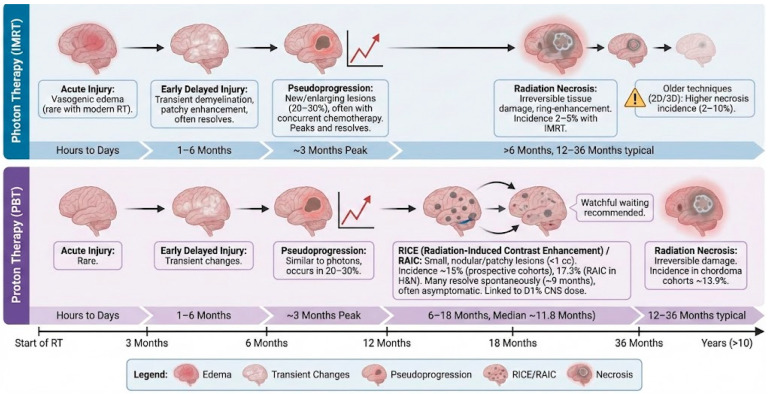 Photon Therapy (IMRT)
Acute Injury:
Vasogenic edema
(rare with modern RT).
Early Delayed Injury:
Transient demyelination,
patchy enhancement,
often resolves.
Pseudoprogression:
New/enlarging lesions
(20–30%), often with
concurrent chemotherapy.
Peaks and resolves.
Radiation Necrosis:
Irreversible tissue
damage, ring-enhancement.
Incidence 2–5% with
IMRT.
Older techniques
(2D/3D): Higher necrosis
incidence (2–10%).
Hours to Days
1–6 Months
~3 Months Peak
>6 Months, 12–36 Months typical
Proton Therapy (PBT)
Acute Injury:
Rare.
Early Delayed Injury:
Transient changes.
Pseudoprogression:
Similar to photons,
occurs in 20–30%.
RICE (Radiation-Induced Contrast Enhancement) /
RAIC: Small, nodular/patchy lesions (<1 cc).
Incidence ~15% (prospective cohorts), 17.3% (RAIC in
H&N). Many resolve spontaneously (~9 months),
often asymptomatic. Linked to D1% CNS dose.
Watchful waiting
recommended.
Radiation Necrosis:
Irreversible damage.
Incidence in chordoma
cohorts ~13.9%.
Hours to Days
1–6 Months
~3 Months Peak
6–18 Months, Median ~11.8 Months)
12–36 Months typical
Start of RT
3 Months
6 Months
12 Months
18 Months
36 Months
Years (>10)
Legend:
Edema
Transient Changes
Pseudoprogression
RICE/RAIC
Necrosis